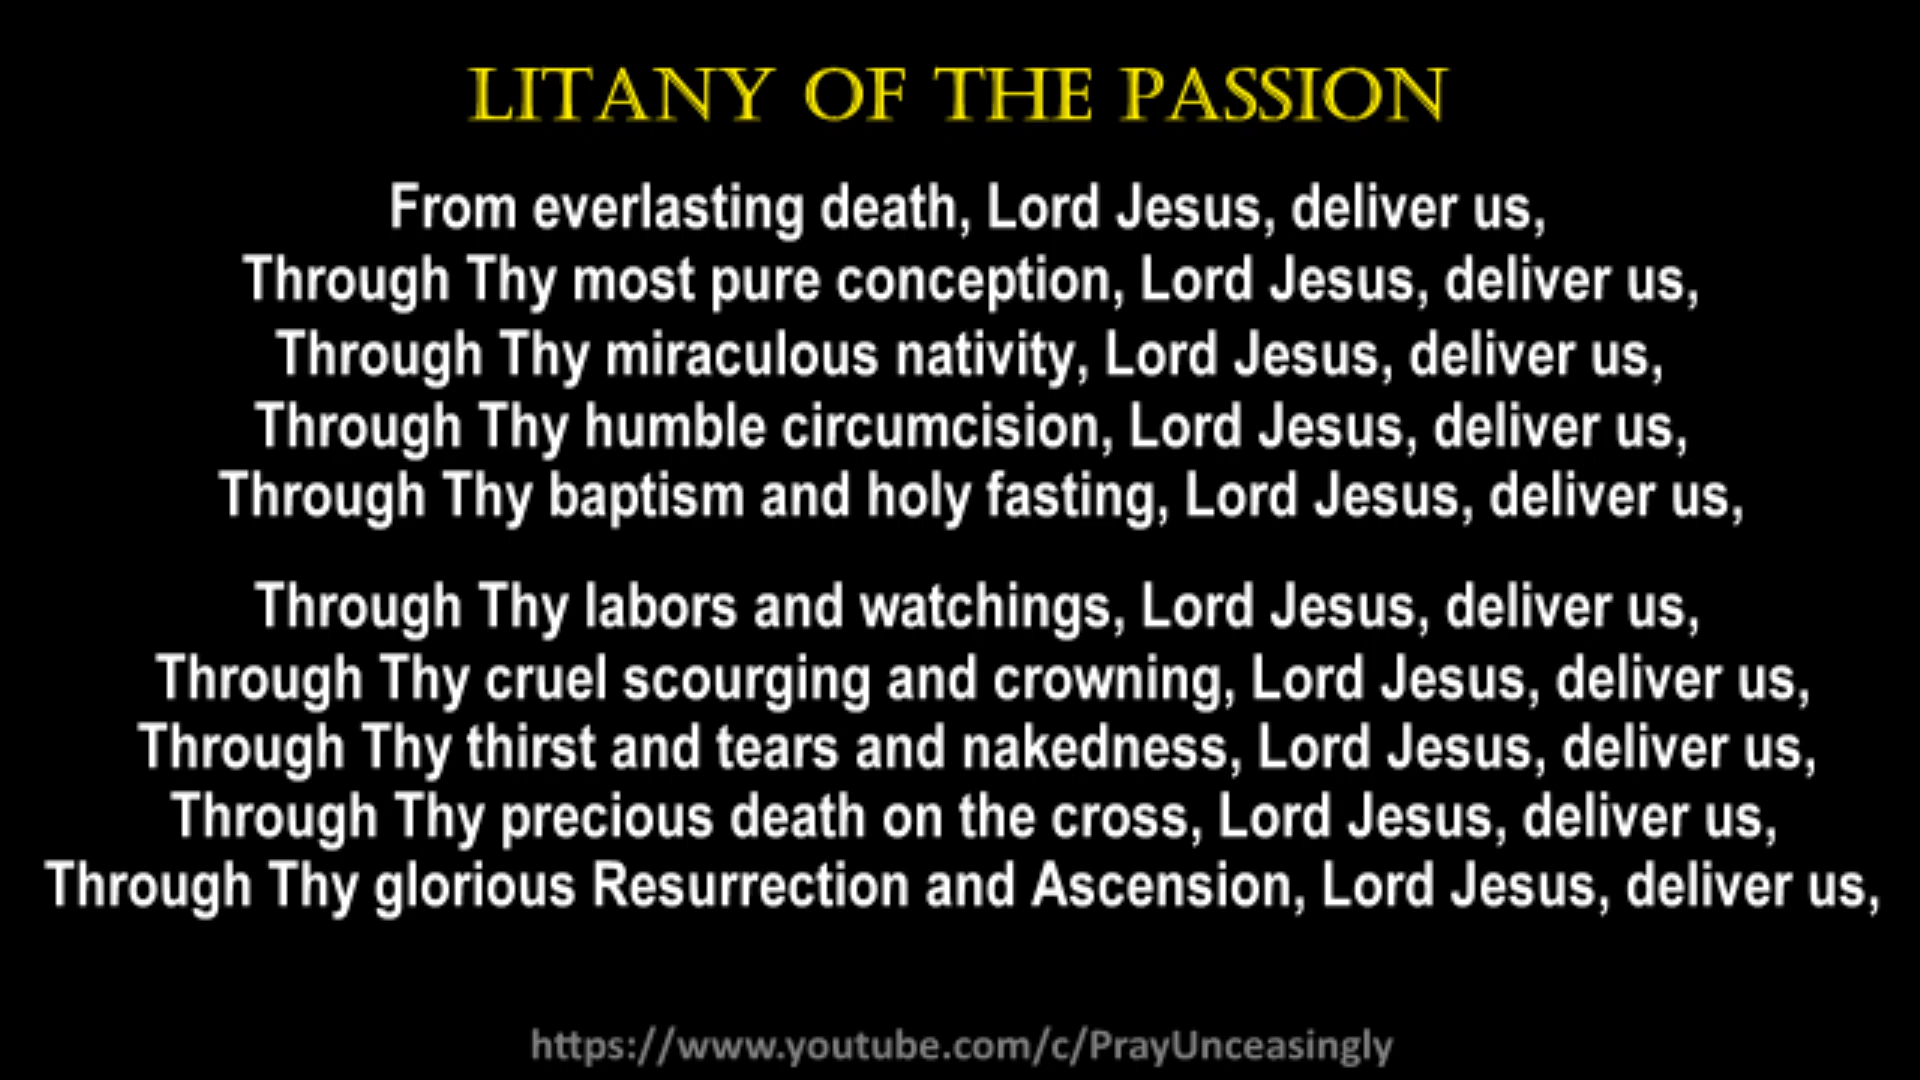 LITANY OF THE PASSION
From everlasting death, Lord Jesus, deliver us,
Through Thy most pure conception, Lord Jesus, deliver us,
Through Thy miraculous nativity, Lord Jesus, deliver us,
Through Thy humble circumcision, Lord Jesus, deliver us,
Through Thy baptism and holy fasting, Lord Jesus, deliver us,
Through Thy labors and watchings, Lord Jesus, deliver us,
Through Thy cruel scourging and crowning, Lord Jesus, deliver us,
Through Thy thirst and tears and nakedness, Lord Jesus, deliver us,
Through Thy precious death on the cross, Lord Jesus, deliver us,
Through Thy glorious Resurrection and Ascension, Lord Jesus, deliver us,
https://www.youtube.com/c/PrayUnceasingly